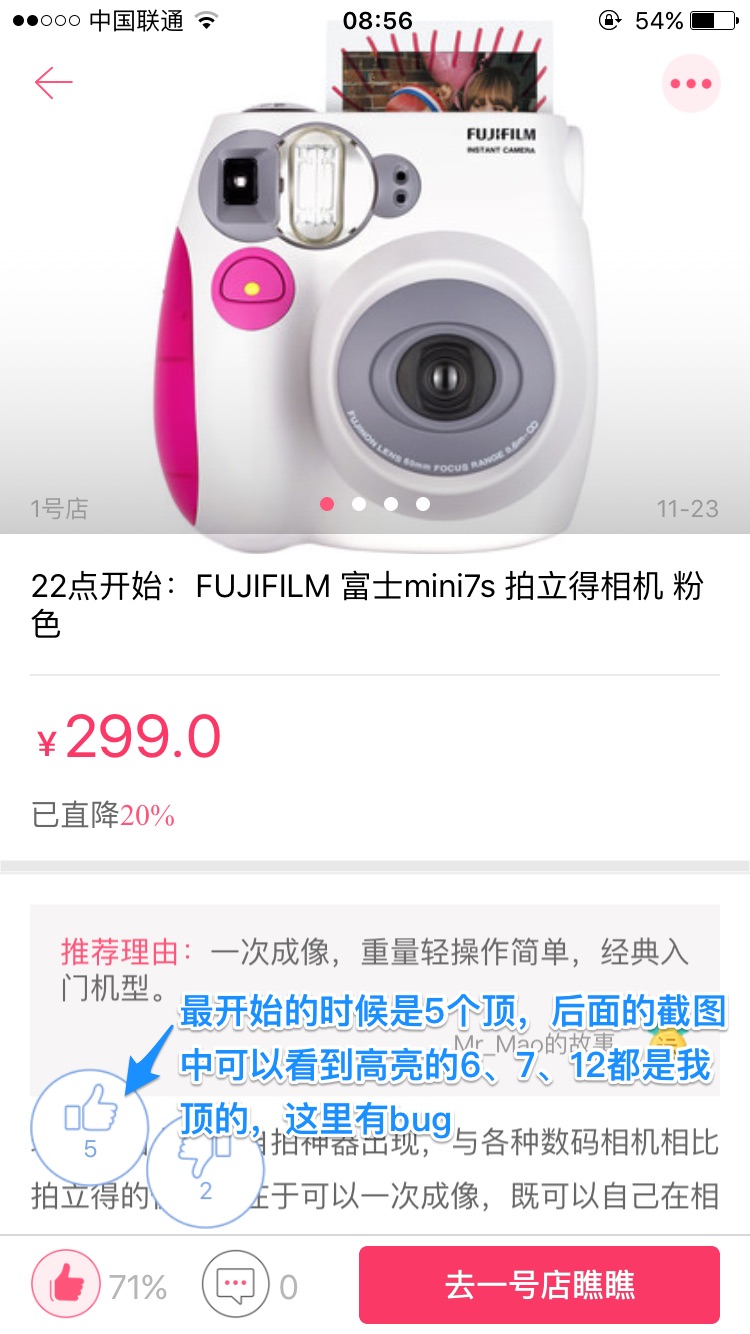 中国联通
08:56
54%
FUJIFILM
INSTANT CAMERA
FUJINON LENS 60mm FOCUS RANGE 0.6m-∞
1号店
11-23
22点开始：FUJIFILM 富士mini7s 拍立得相机 粉
色
¥299.0
已直降20%
推荐理由：一次成像，重量轻操作简单，经典入
门机型。
Mr_Mao的故事
最开始的时候是5个顶，后面的截图
中可以看到高亮的6、7、12都是我
顶的，这里有bug
5
2
自拍神器出现，与各种数码相机相比
拍立得的
在于可以一次成像，既可以自己在相
71%
0
去一号店瞧瞧